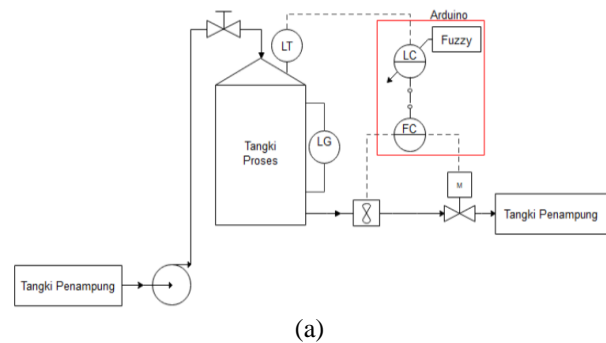 Arduino
LT
LC
Fuzzy
FC
Tangki
Proses
LG
M
Tangki Penampung
Tangki Penampung
(a)